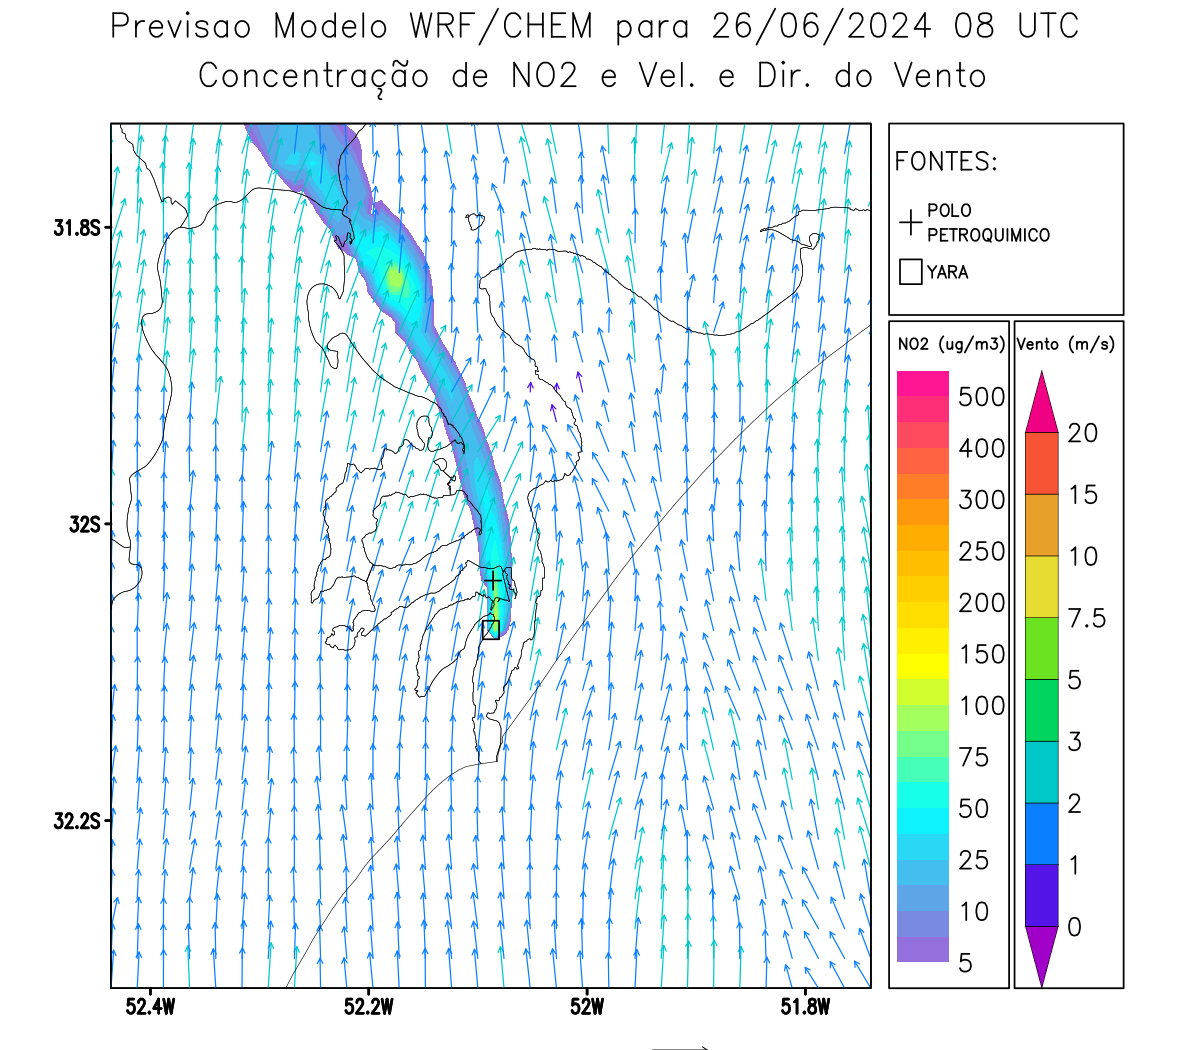 Previsao Modelo WRF/CHEM para 26/06/2024 08 UTC
Concentração de NO2 e Vel. e Dir. do Vento
FONTES:
POLO
PETROQUIMICO
YARA
31.8S
32S
32.2S
52.4W
52.2W
52W
51.8W
NO2 (ug/m3)
500
400
300
250
200
150
100
75
50
25
10
5
Vento (m/s)
20
15
10
7.5
5
3
2
1
0